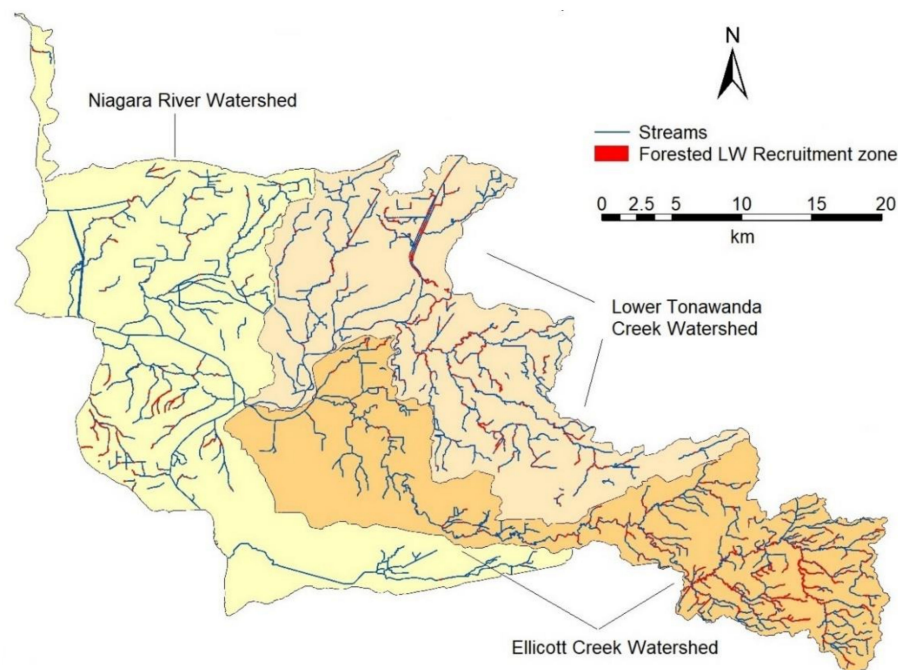 N
Niagara River Watershed
Streams
Forested LW Recruitment zone
0 2.5 5 10 15 20
km
Lower Tonawanda
Creek Watershed
Ellicott Creek Watershed